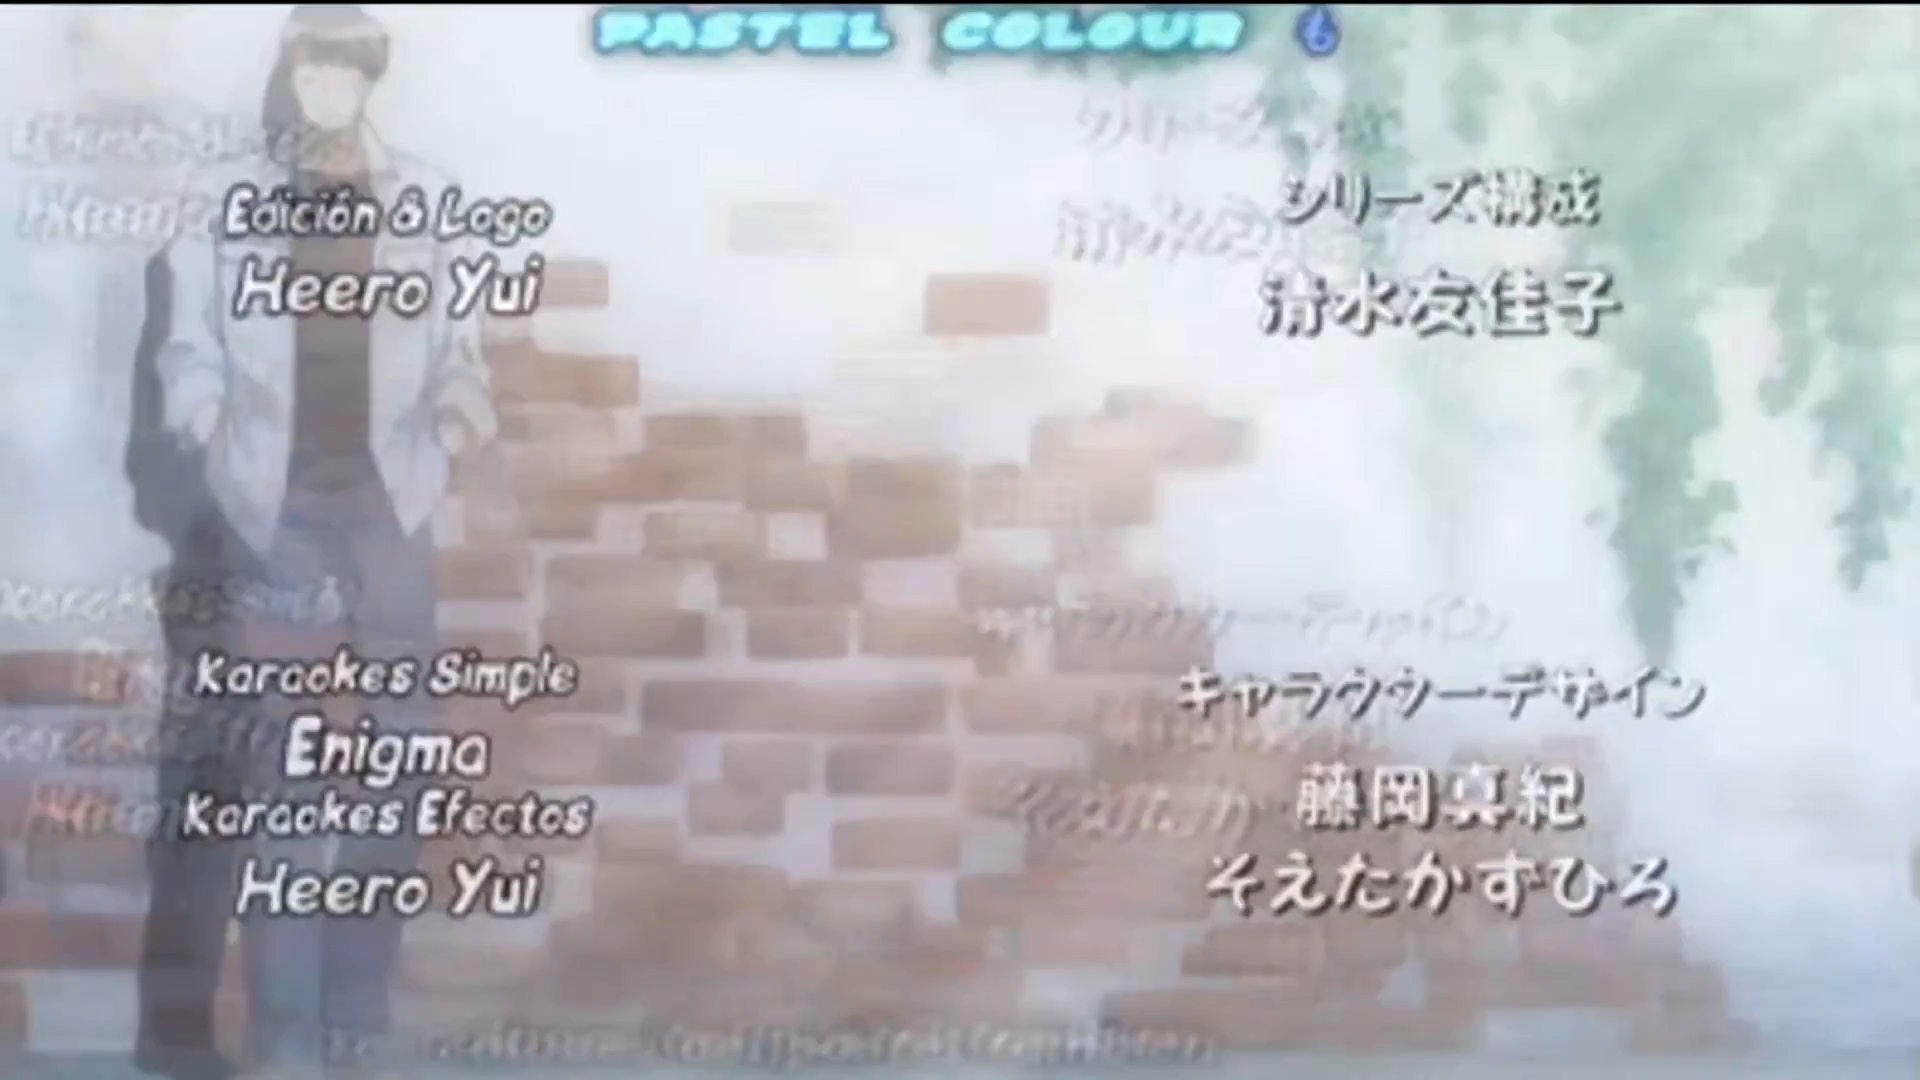 PASTEL COLOUR も
Edición & Logo
Heero Yui
シリーズ構成
清水友佳子
Karaokes Simple
Enigma
Karaokes Efectos
Heero Yui
キャラクターデザイン
藤岡真紀
そえたかずひろ